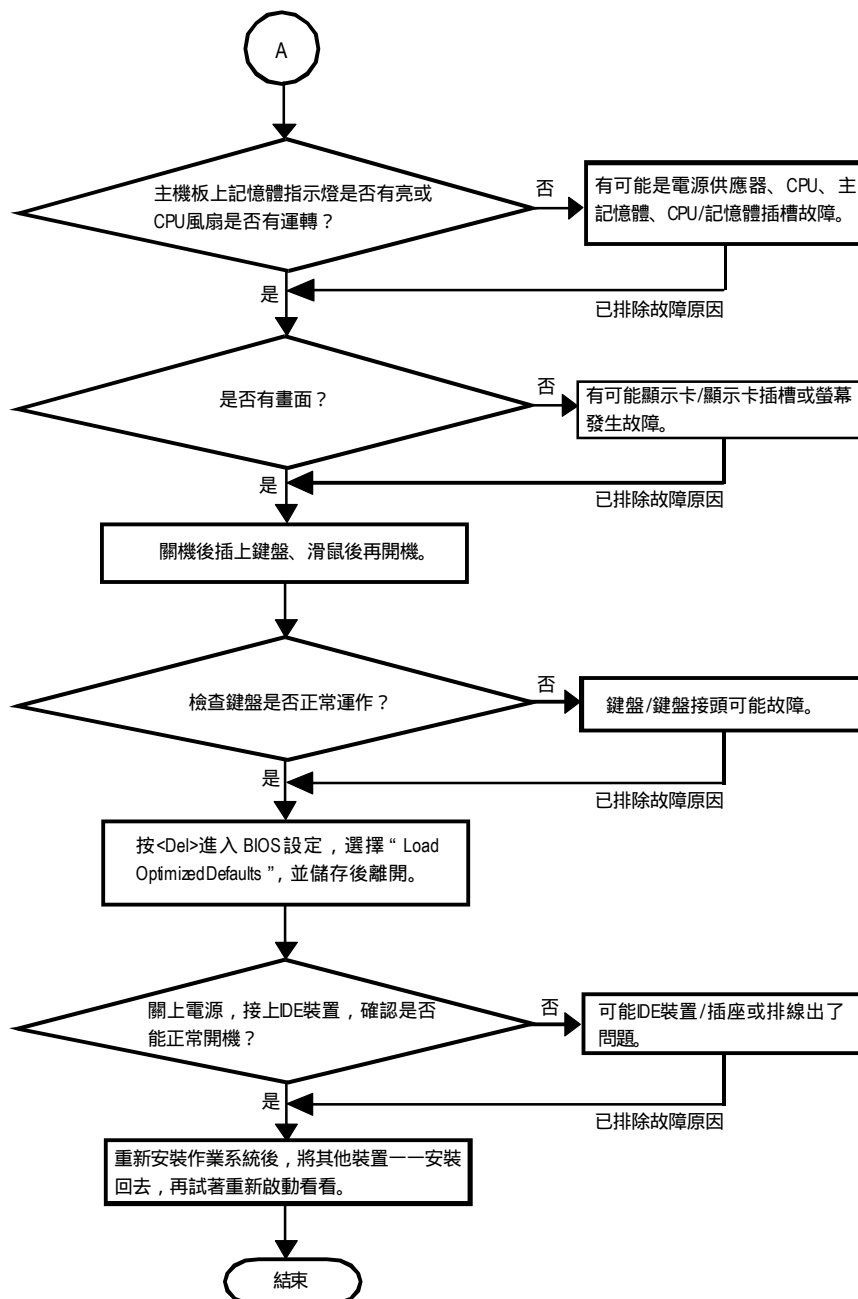 A
主機板上記憶體指示燈是否有亮或
CPU風扇是否有運轉？
否
有可能是電源供應器、CPU、主
記憶體、CPU/記憶體插槽故障。
是
已排除故障原因
是否有畫面？
否
有可能顯示卡/顯示卡插槽或螢幕
發生故障。
是
已排除故障原因
關機後插上鍵盤、滑鼠後再開機。
檢查鍵盤是否正常運作？
否
鍵盤/鍵盤接頭可能故障。
是
已排除故障原因
按<Del>進入 BIOS 設定，選擇 “ Load
Optimized Defaults ”，並儲存後離開。
關上電源，接上IDE裝置，確認是否
能正常開機？
否
可能IDE裝置/插座或排線出了
問題。
是
已排除故障原因
重新安裝作業系統後，將其他裝置一一安裝
回去，再試著重新啟動看看。
結束